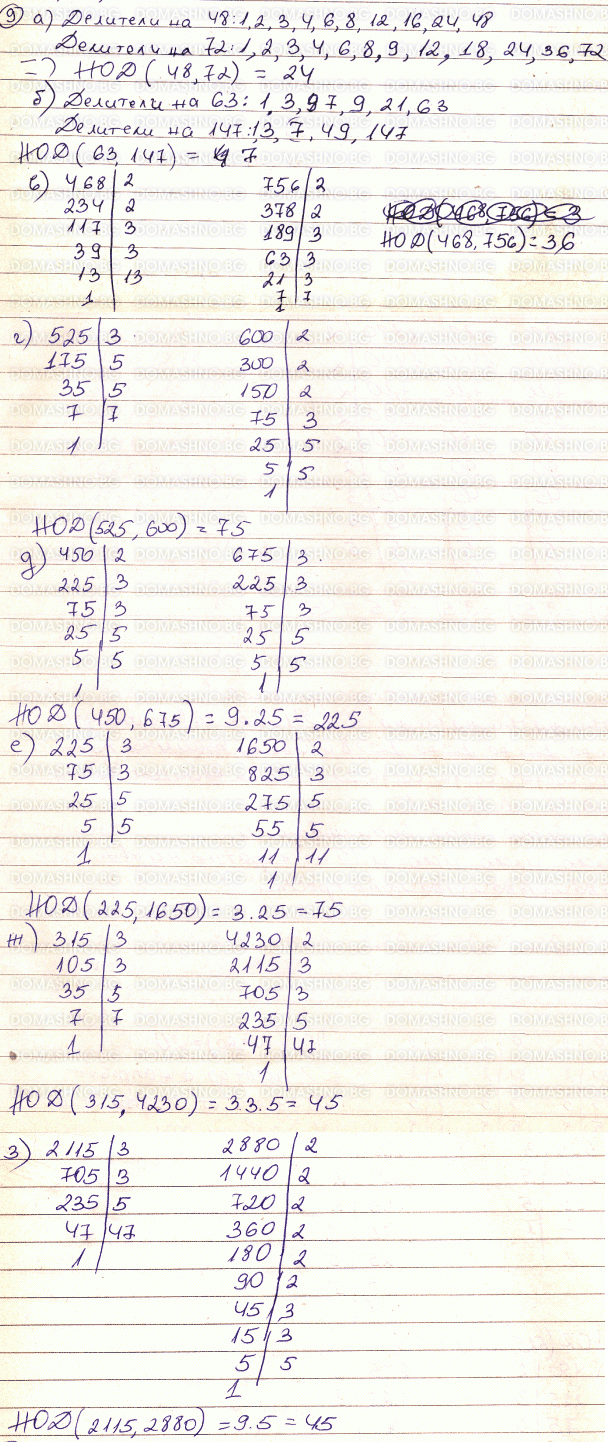 9 а) Делители на 48: 1, 2, 3, 4, 6, 8, 12, 16, 24, 48
Делители на 72: 1, 2, 3, 4, 6, 8, 9, 12, 18, 24, 36, 72
=> НОД(48,72) = 24
б) Делители на 63: 1, 3, 7, 9, 21, 63
Делители на 147: 13, 7, 49, 147
НОД(63, 147) = 7
в) 468 | 2 756 | 2
234 | 2 378 | 2
117 | 3 189 | 3
НОД(468,756) = 3
НОД(468,756) = 36
39 | 3 63 | 3
13 | 13 21 | 3
1 7 | 7
1
г) 525 | 3 600 | 2
175 | 5 300 | 2
35 | 5 150 | 2
7 | 7 75 | 3
1 25 | 5
5 | 5
1
НОД(525, 600) = 75
д) 450 | 2 675 | 3
225 | 3 225 | 3
75 | 3 75 | 3
25 | 5 25 | 5
5 | 5 5 | 5
1 1
НОД(450, 675) = 9.25 = 225
е) 225 | 3 1650 | 2
75 | 3 825 | 3
25 | 5 275 | 5
5 | 5 55 | 5
1 11 | 11
1
НОД(225, 1650) = 3.25 = 75
ж) 315 | 3 4230 | 2
105 | 3 2115 | 3
35 | 5 705 | 3
7 | 7 235 | 5
1 47 | 47
1
НОД(315, 4230) = 3.3.5 = 45
з) 2115 | 3 2880 | 2
705 | 3 1440 | 2
235 | 5 720 | 2
47 | 47 360 | 2
1 180 | 2
90 | 2
45 | 3
15 | 3
5 | 5
1
НОД(2115, 2880) = 9.5 = 45